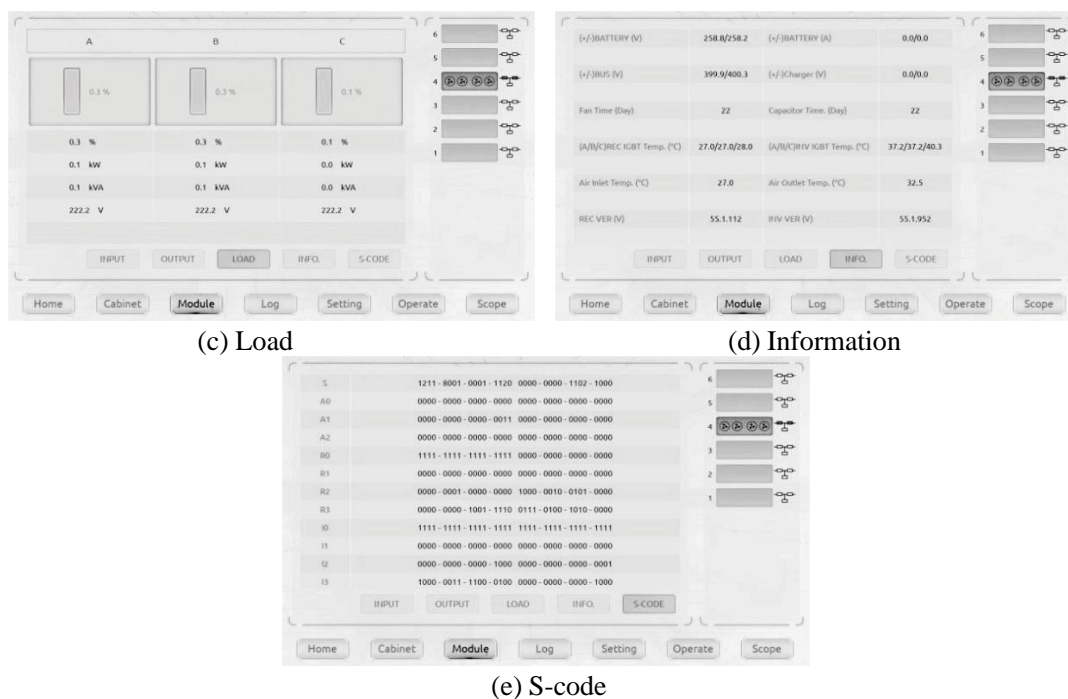 A B C
0.3 % 0.3 % 0.1 %
0.3 % 0.3 % 0.1 %
0.1 kW 0.1 kW 0.0 kW
0.1 kVA 0.1 kVA 0.0 kVA
222.2 V 222.2 V 222.2 V
INPUT OUTPUT LOAD INFO. S-CODE
6
5
4
3
2
1
Home Cabinet Module Log Setting Operate Scope
(c) Load
(+/-)BATTERY (V) 258.8/258.2 (+/-)BATTERY (A) 0.0/0.0
(+/-)BUS (V) 399.9/400.3 (+/-)Charger (V) 0.0/0.0
Fan Time (Day) 22 Capacitor Time. (Day) 22
(A/B/C)REC IGBT Temp. (°C) 27.0/27.0/28.0 (A/B/C)INV IGBT Temp. (°C) 37.2/37.2/40.3
Air Inlet Temp. (°C) 27.0 Air Outlet Temp. (°C) 32.5
REC VER (V) 55.1.112 INV VER (V) 55.1.952
INPUT OUTPUT LOAD INFO. S-CODE
6
5
4
3
2
1
Home Cabinet Module Log Setting Operate Scope
(d) Information
S 1211 - 8001 - 0001 - 1120 0000 - 0000 - 1102 - 1000
A0 0000 - 0000 - 0000 - 0000 0000 - 0000 - 0000 - 0000
A1 0000 - 0000 - 0000 - 0011 0000 - 0000 - 0000 - 0000
A2 0000 - 0000 - 0000 - 0000 0000 - 0000 - 0000 - 0000
R0 1111 - 1111 - 1111 - 1111 0000 - 0000 - 0000 - 0000
R1 0000 - 0000 - 0000 - 0000 0000 - 0000 - 0000 - 0000
R2 0000 - 0001 - 0000 - 0000 1000 - 0010 - 0101 - 0000
R3 0000 - 0000 - 1001 - 1110 0111 - 0100 - 1010 - 0000
I0 1111 - 1111 - 1111 - 1111 1111 - 1111 - 1111 - 1111
I1 0000 - 0000 - 0000 - 0000 0000 - 0000 - 0000 - 0000
I2 0000 - 0000 - 0000 - 1000 0000 - 0000 - 0000 - 0001
I3 1000 - 0011 - 1100 - 0100 0000 - 0000 - 0000 - 1000
INPUT OUTPUT LOAD INFO. S-CODE
6
5
4
3
2
1
Home Cabinet Module Log Setting Operate Scope
(e) S-code